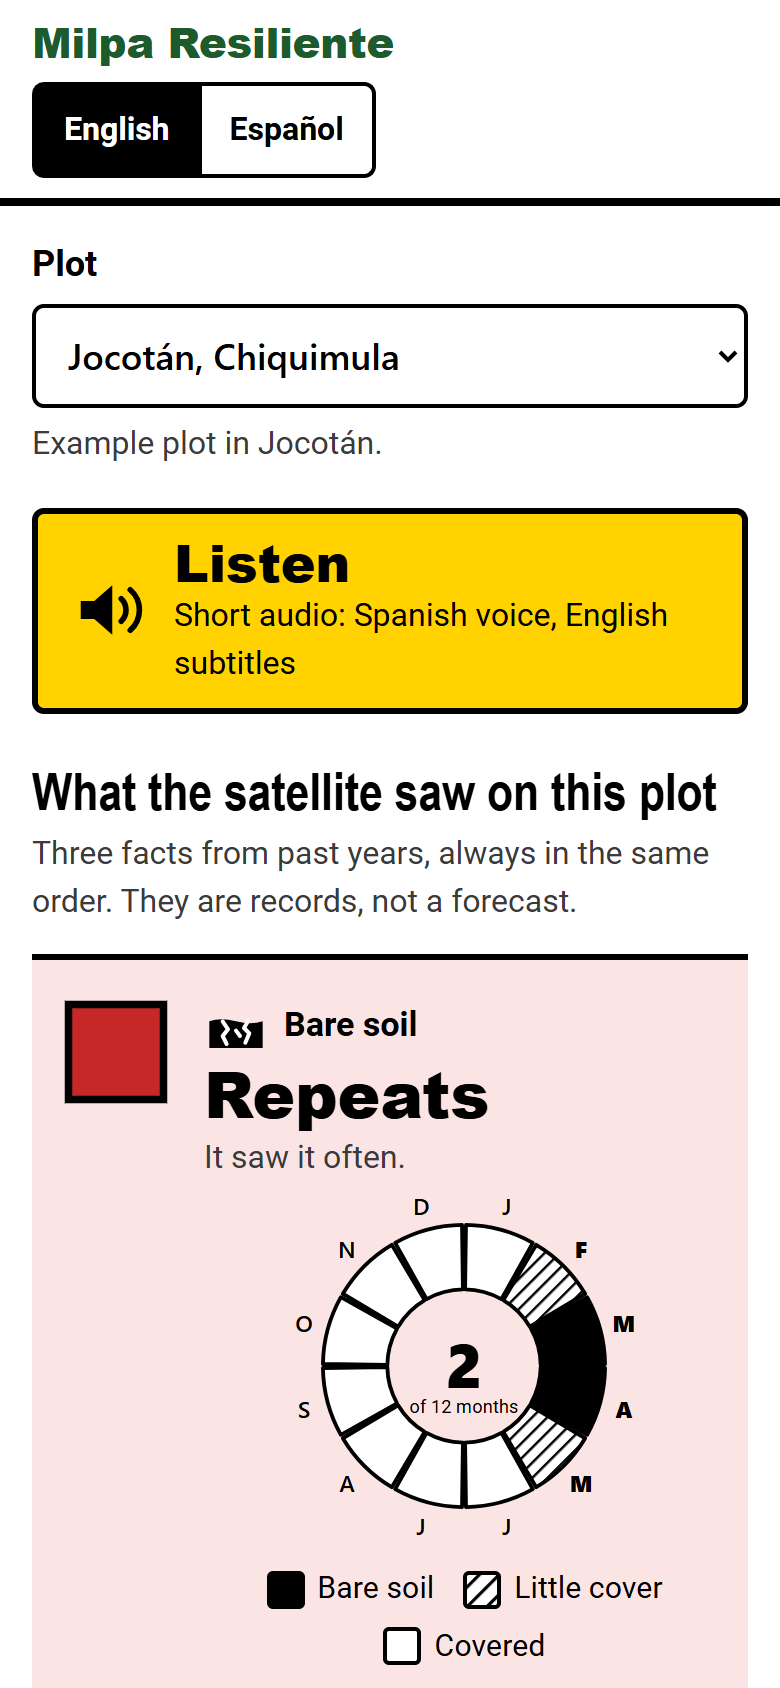 Milpa Resiliente
English
Español
Plot
Jocotán, Chiquimula
Example plot in Jocotán.
Listen
Short audio: Spanish voice, English
subtitles
What the satellite saw on this plot
Three facts from past years, always in the same
order. They are records, not a forecast.
Bare soil
Repeats
It saw it often.
J
F
M
A
M
J
J
A
S
O
N
D
2
of 12 months
Bare soil
Little cover
Covered